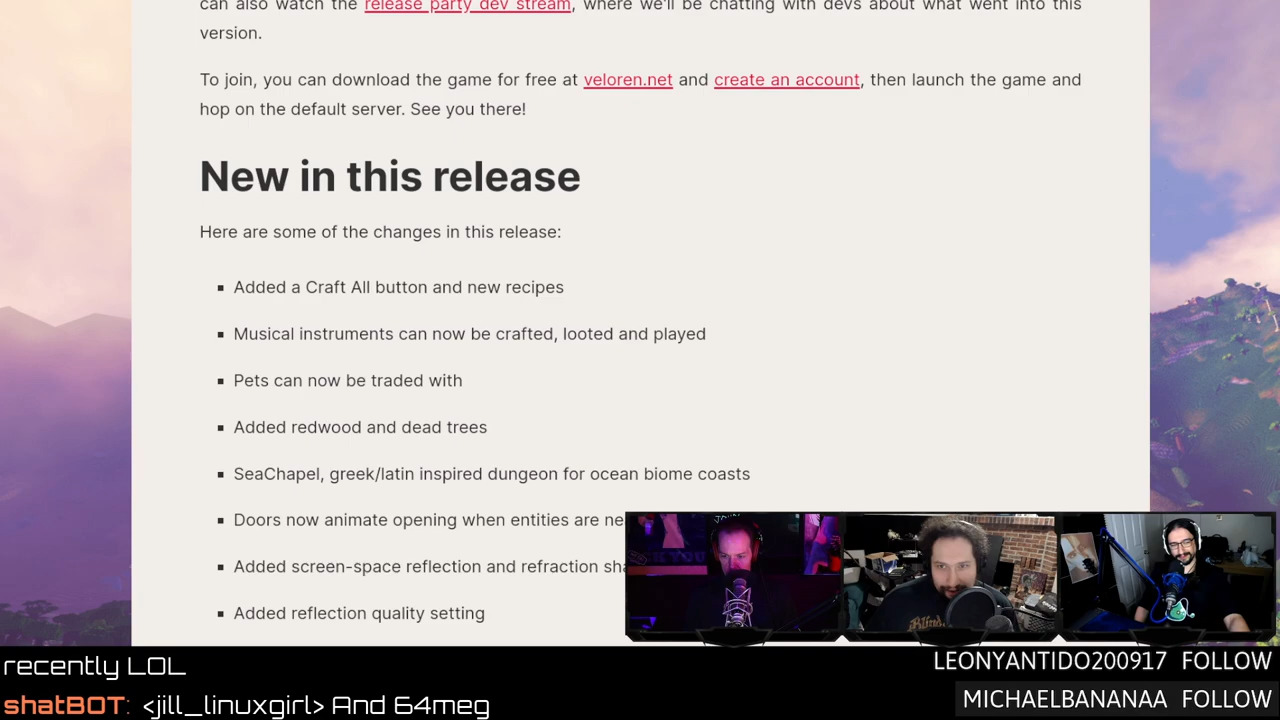 can also watch the release party dev stream, where we'll be chatting with devs about what went into this
version.
To join, you can download the game for free at veloren.net and create an account, then launch the game and
hop on the default server. See you there!
New in this release
Here are some of the changes in this release:
▪ Added a Craft All button and new recipes
▪ Musical instruments can now be crafted, looted and played
▪ Pets can now be traded with
▪ Added redwood and dead trees
▪ SeaChapel, greek/latin inspired dungeon for ocean biome coasts
▪ Doors now animate opening when entities are ne
▪ Added screen-space reflection and refraction sha
▪ Added reflection quality setting
recently LOL
shatBOT: <jill_linuxgirl> And 64meg
LEONYANTIDO200917 FOLLOW
MICHAELBANANAA FOLLOW